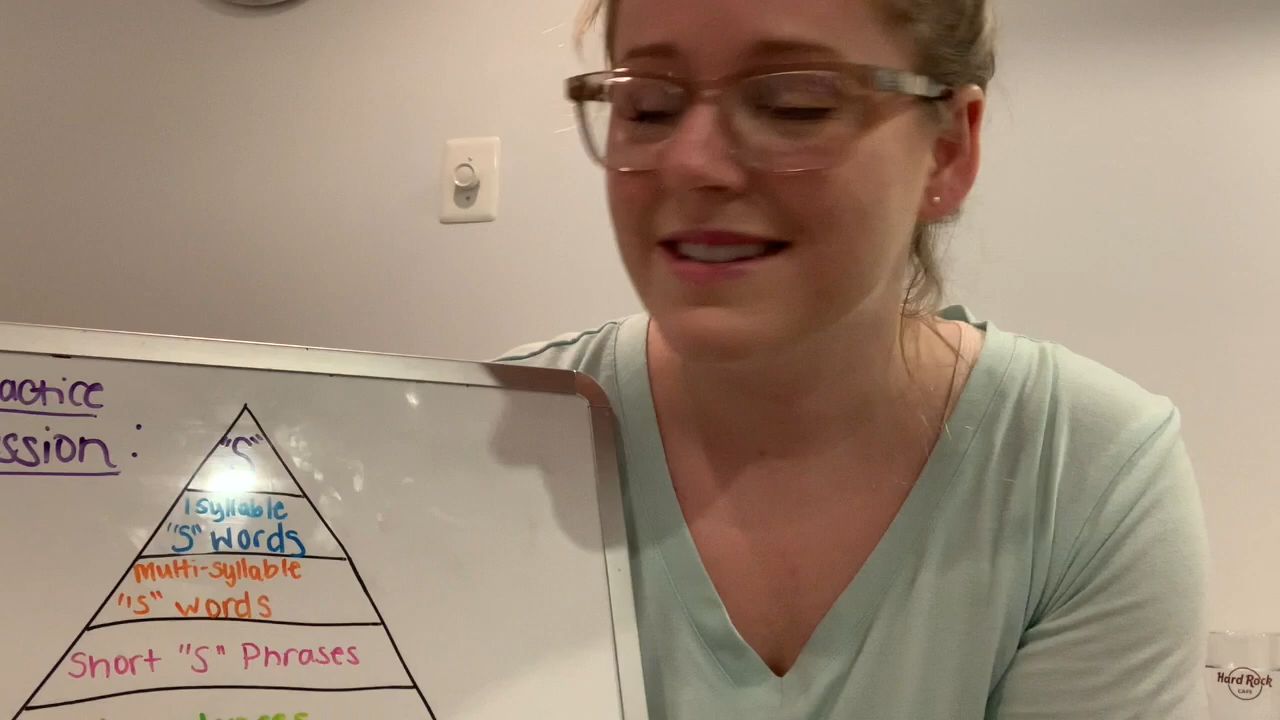 actice
ssion :
"S"
1 syllable
"S" words
multi-syllable
"S" words
Short "S" Phrases
Hard Rock
CAFE